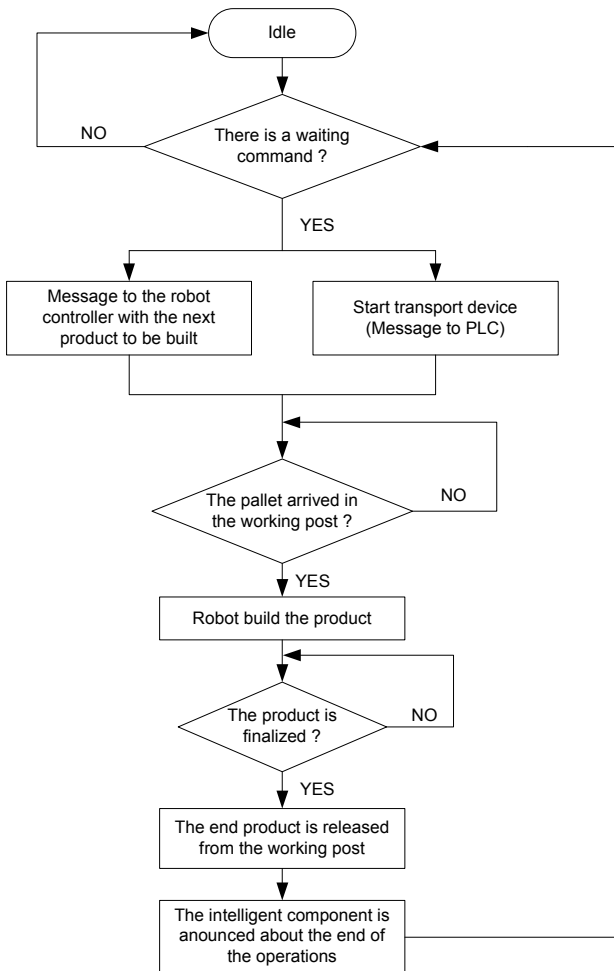 Idle
There is a waiting
command ?
NO
YES
Message to the robot
controller with the next
product to be built
Start transport device
(Message to PLC)
The pallet arrived in
the working post ?
NO
YES
Robot build the product
The product is
finalized ?
NO
YES
The end product is released
from the working post
The intelligent component is
anounced about the end of
the operations